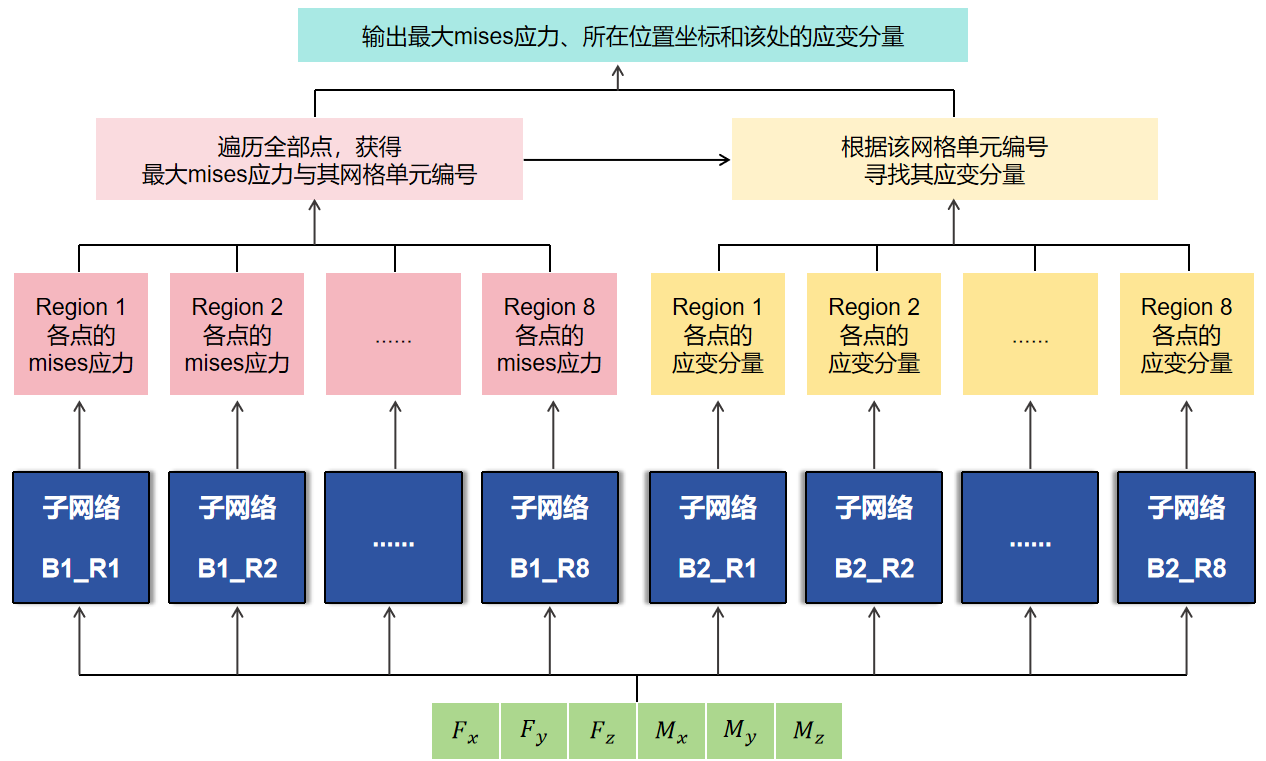 输出最大mises应力、所在位置坐标和该处的应变分量
遍历全部点，获得
最大mises应力与其网格单元编号
根据该网格单元编号
寻找其应变分量
Region 1
各点的
mises应力
Region 2
各点的
mises应力
……
Region 8
各点的
mises应力
Region 1
各点的
应变分量
Region 2
各点的
应变分量
……
Region 8
各点的
应变分量
子网络
B1_R1
子网络
B1_R2
……
子网络
B1_R8
子网络
B2_R1
子网络
B2_R2
……
子网络
B2_R8
F_x F_y F_z M_x M_y M_z